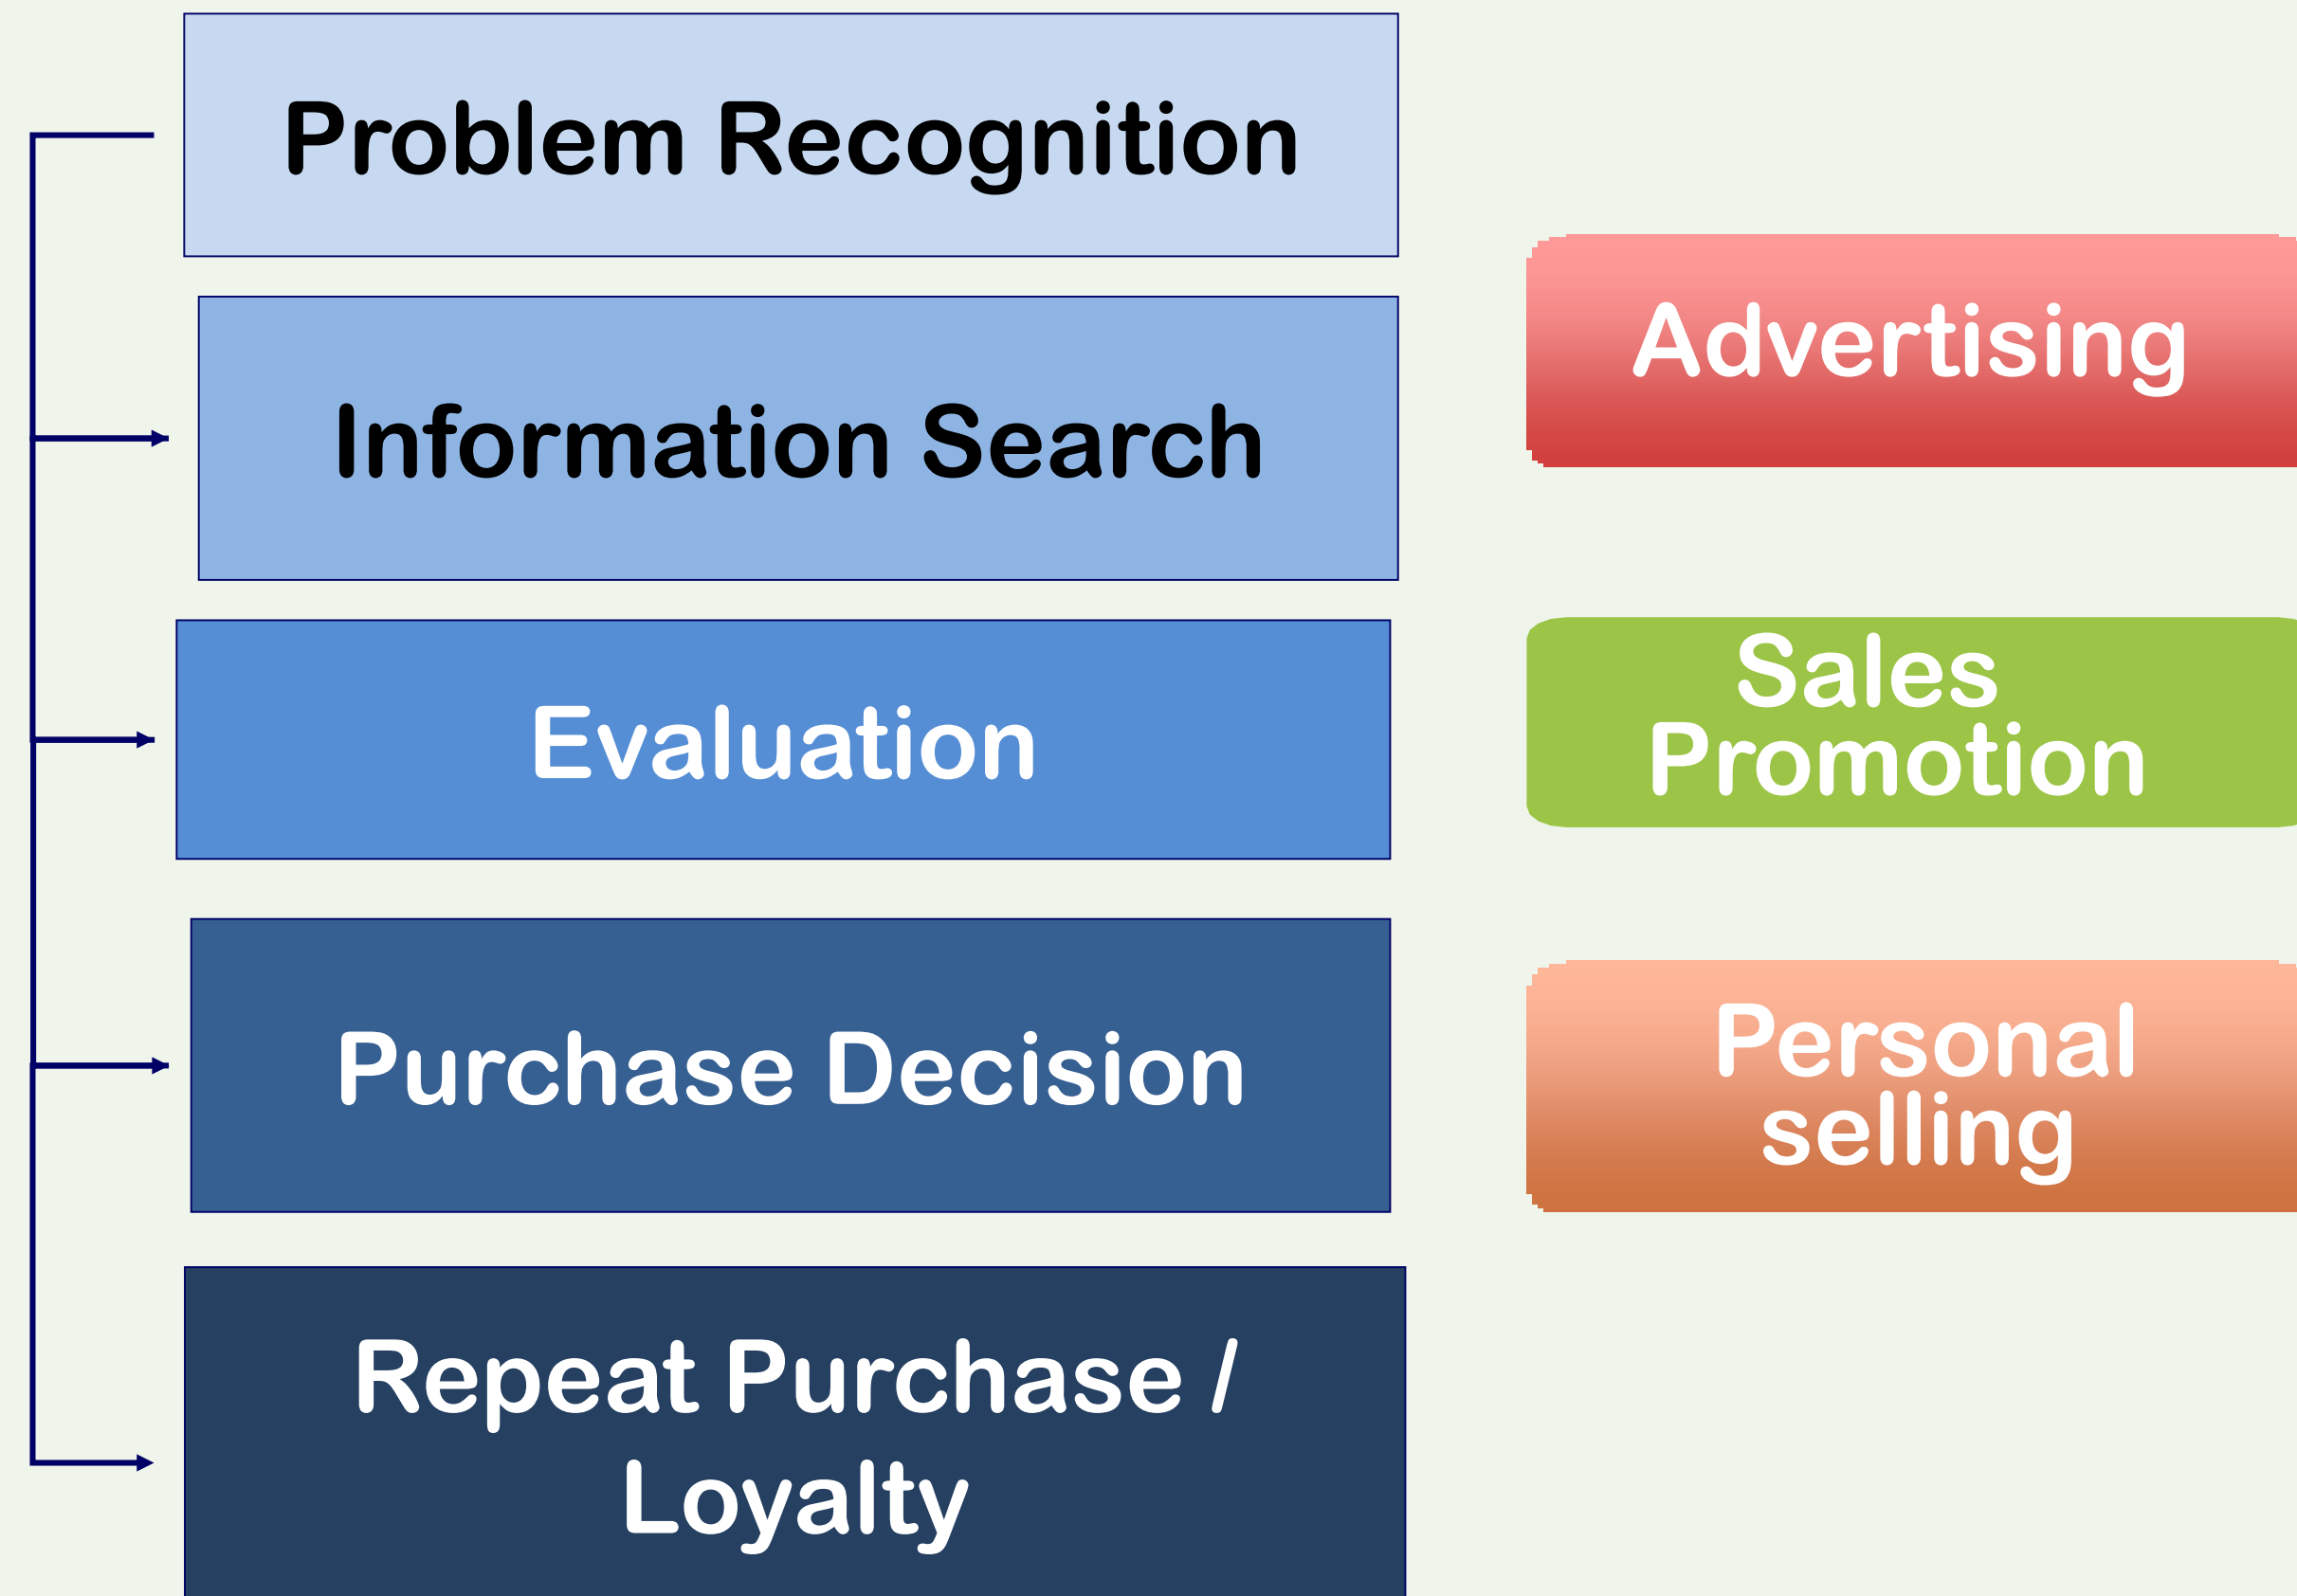 Problem Recognition
Information Search
Evaluation
Purchase Decision
Repeat Purchase /
Loyalty
Advertising
Sales
Promotion
Personal
selling